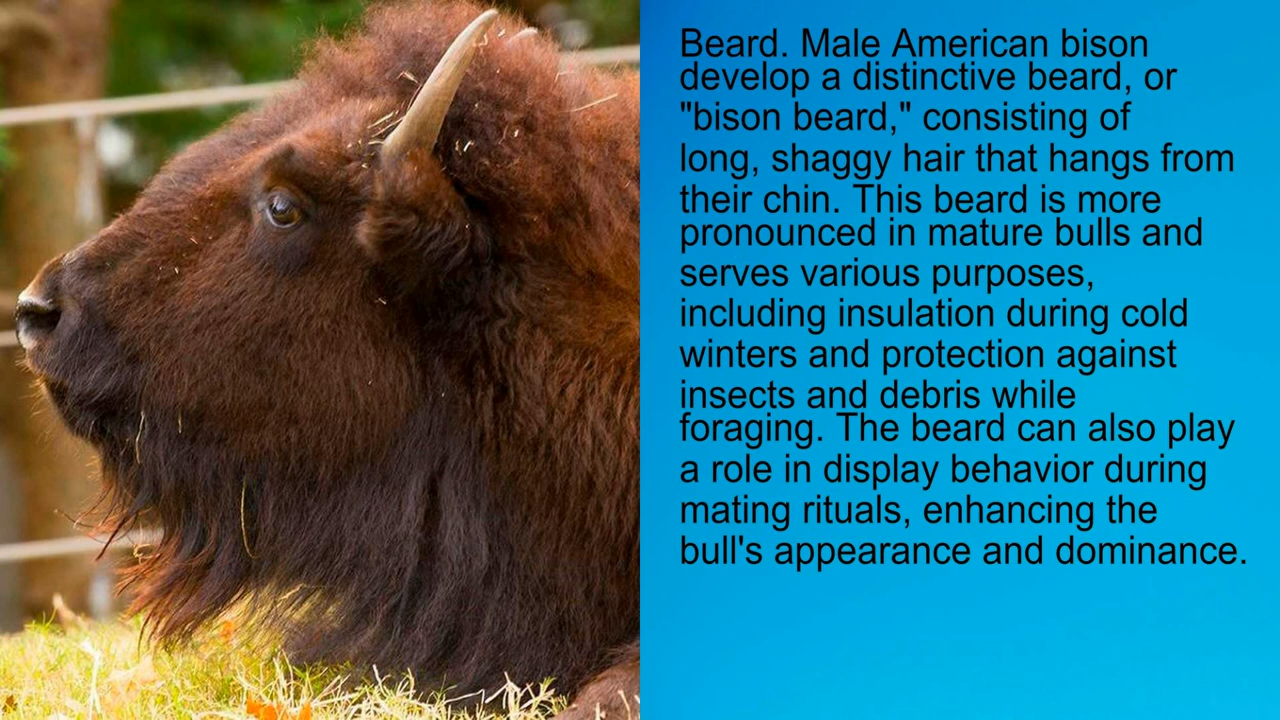 Beard. Male American bison
develop a distinctive beard, or
"bison beard," consisting of
long, shaggy hair that hangs from
their chin. This beard is more
pronounced in mature bulls and
serves various purposes,
including insulation during cold
winters and protection against
insects and debris while
foraging. The beard can also play
a role in display behavior during
mating rituals, enhancing the
bull's appearance and dominance.